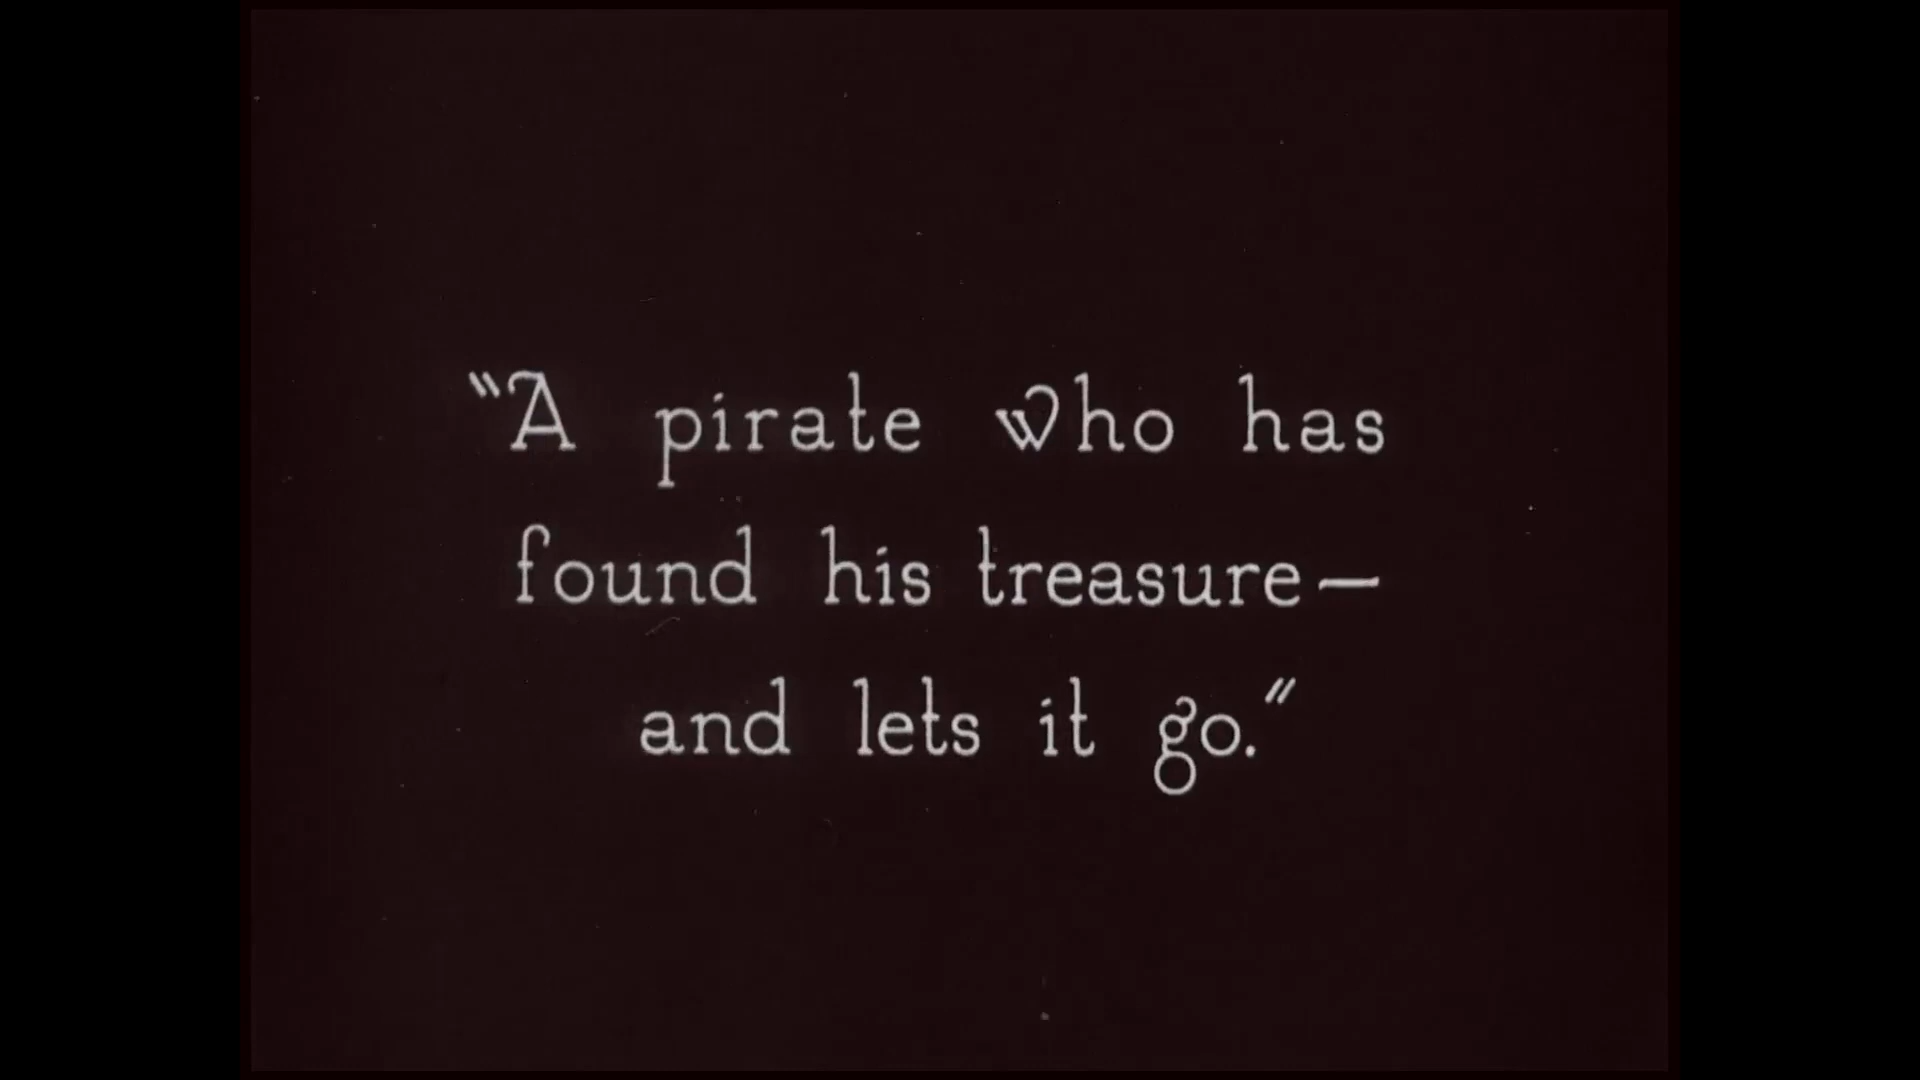 "A pirate who has
found his treasure—
and lets it go."